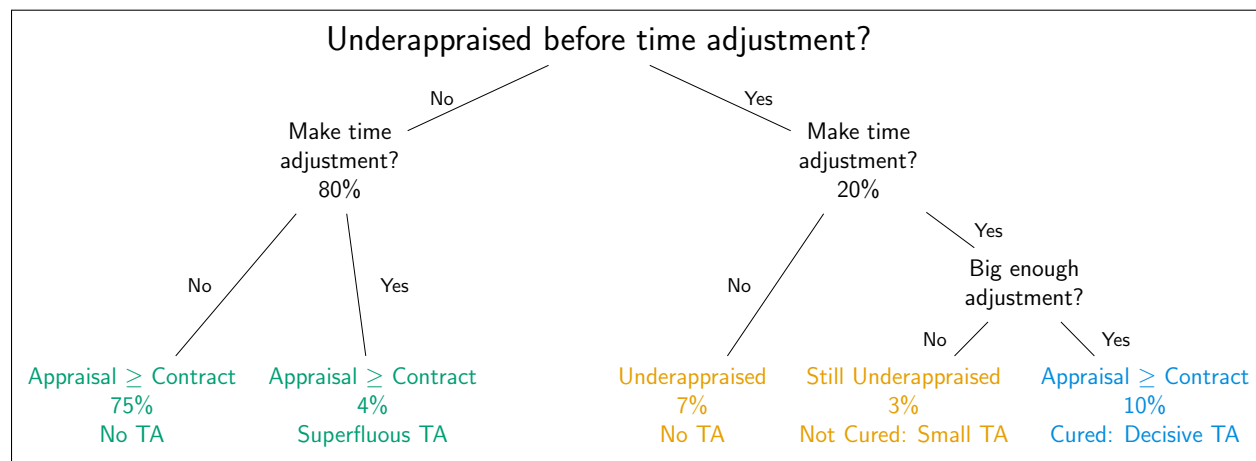 Underappraised before time adjustment?
No
Yes
Make time
adjustment?
80%
Make time
adjustment?
20%
No
Yes
No
Yes
Big enough
adjustment?
No
Yes
Appraisal ≥ Contract
75%
No TA
Appraisal ≥ Contract
4%
Superfluous TA
Underappraised
7%
No TA
Still Underappraised
3%
Not Cured: Small TA
Appraisal ≥ Contract
10%
Cured: Decisive TA